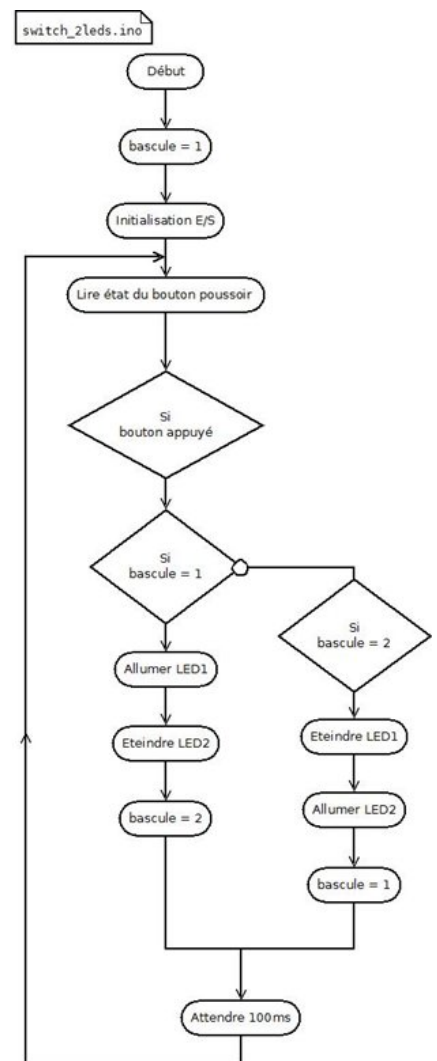 switch_2leds.ino
Début
bascule = 1
Initialisation E/S
Lire état du bouton poussoir
Si
bouton appuyé
Si
bascule = 1
Allumer LED1
Eteindre LED2
bascule = 2
Si
bascule = 2
Eteindre LED1
Allumer LED2
bascule = 1
Attendre 100ms